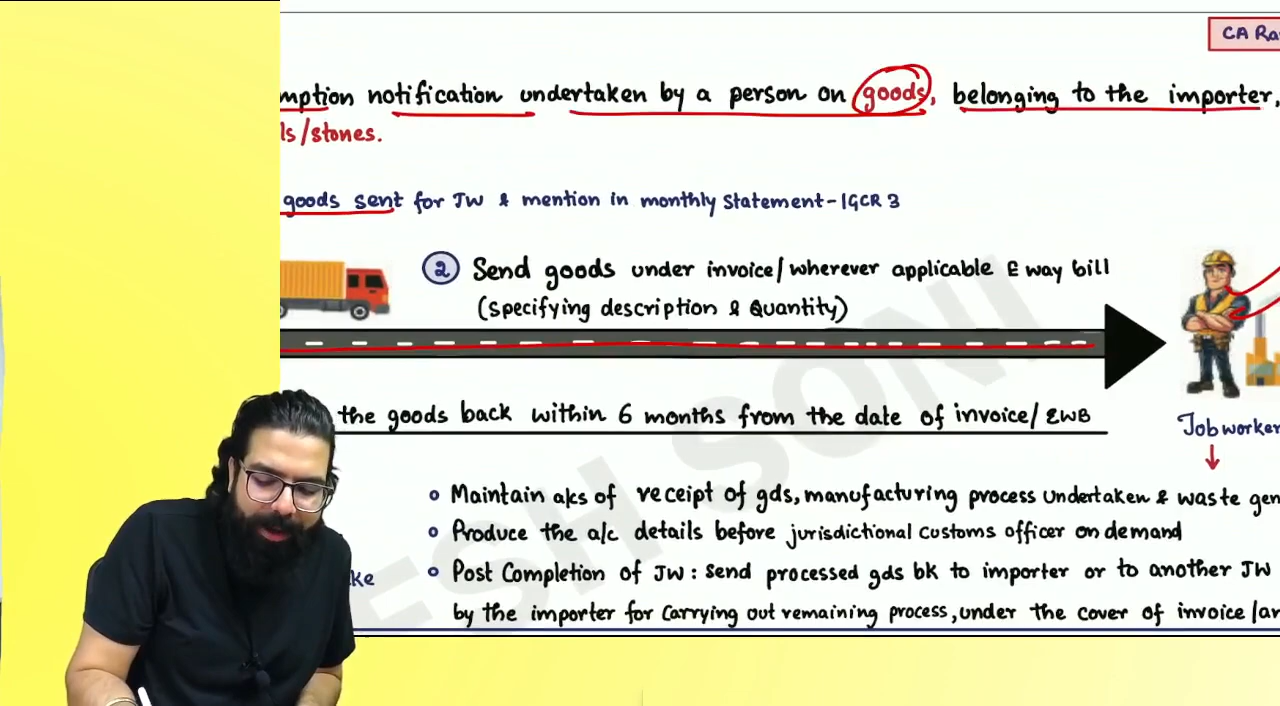 CA Ra
mption notification undertaken by a person on goods, belonging to the importer,
ls/stones.
goods sent for JW & mention in monthly statement-IGCR 3
2 Send goods under invoice/wherever applicable E way bill
(specifying description & Quantity)
the goods back within 6 months from the date of invoice/EWB
Jobworker
Maintain aks of receipt of gds, manufacturing process undertaken & waste gen
Produce the a/c details before jurisdictional customs officer on demand
ke
Post Completion of JW: send processed gds bk to importer or to another JW
by the importer for carrying out remaining process, under the cover of invoice/
ESH SONI